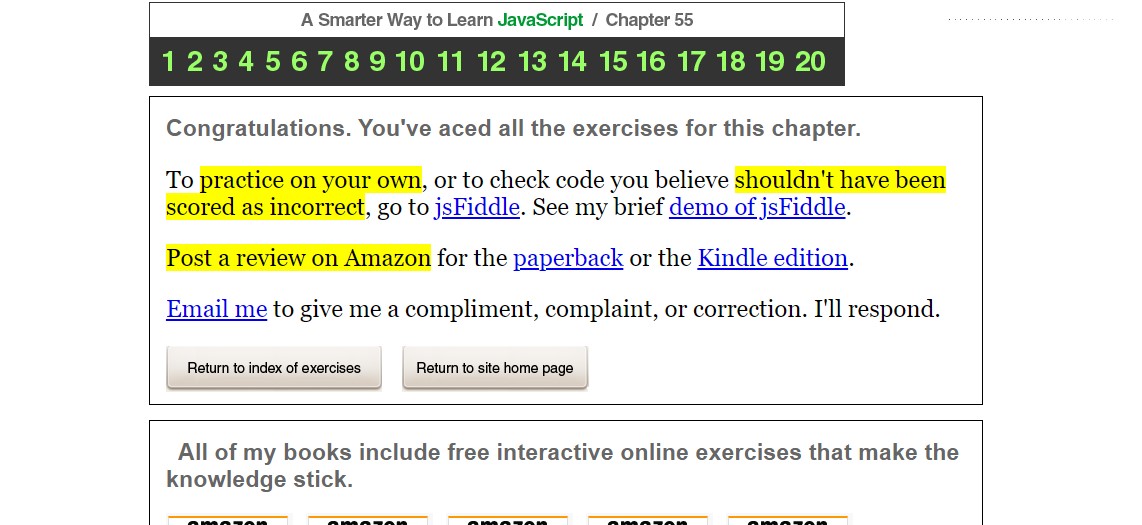 A Smarter Way to Learn JavaScript / Chapter 55
1 2 3 4 5 6 7 8 9 10 11 12 13 14 15 16 17 18 19 20
Congratulations. You've aced all the exercises for this chapter.
To practice on your own, or to check code you believe shouldn't have been
scored as incorrect, go to jsFiddle. See my brief demo of jsFiddle.
Post a review on Amazon for the paperback or the Kindle edition.
Email me to give me a compliment, complaint, or correction. I'll respond.
Return to index of exercises Return to site home page
All of my books include free interactive online exercises that make the
knowledge stick.
amazon amazon amazon amazon amazon